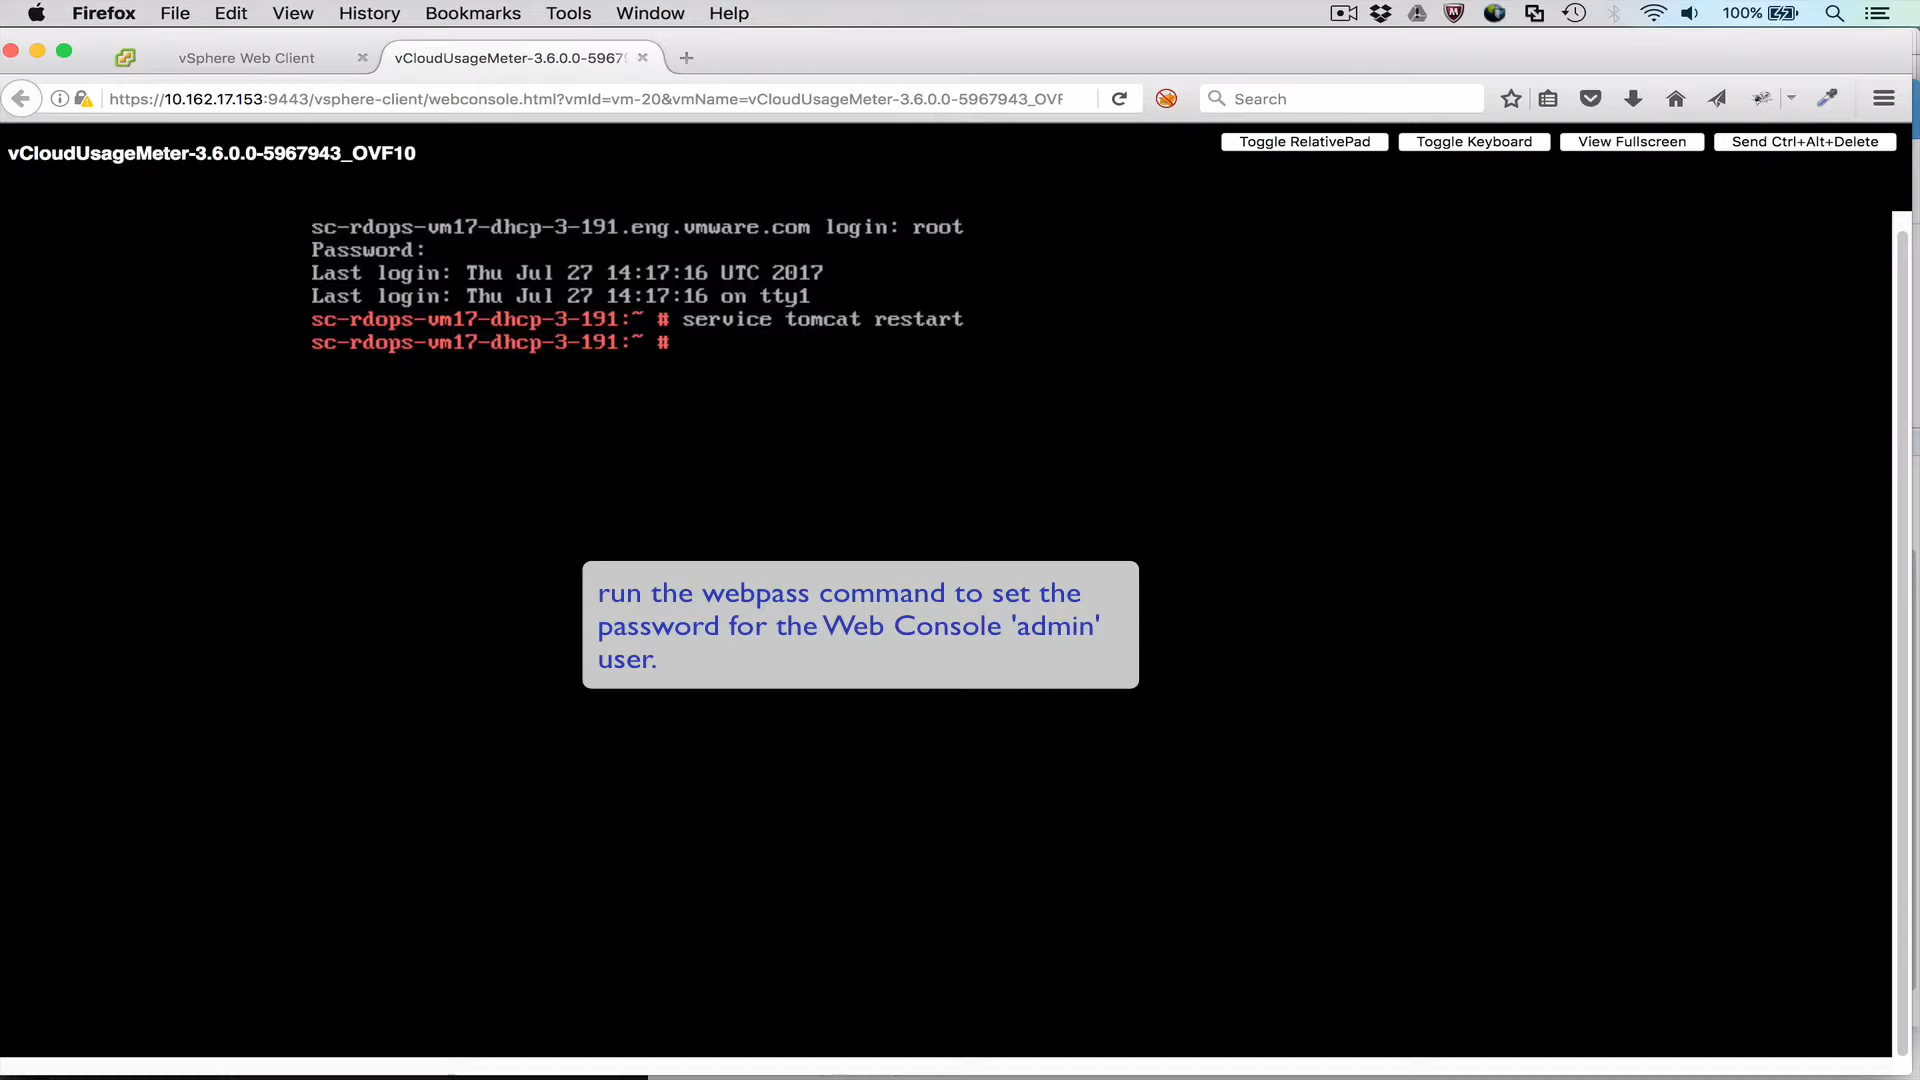 Firefox File Edit View History Bookmarks Tools Window Help 100%
vSphere Web Client vCloudUsageMeter-3.6.0.0-5967
https://10.162.17.153:9443/vsphere-client/webconsole.html?vmId=vm-20&vmName=vCloudUsageMeter-3.6.0.0-5967943_OVF Search
Toggle RelativePad Toggle Keyboard View Fullscreen Send Ctrl+Alt+Delete
vCloudUsageMeter-3.6.0.0-5967943_OVF10
sc-rdops-vm17-dhcp-3-191.eng.vmware.com login: root
Password:
Last login: Thu Jul 27 14:17:16 UTC 2017
Last login: Thu Jul 27 14:17:16 on tty1
sc-rdops-vm17-dhcp-3-191:~ # service tomcat restart
sc-rdops-vm17-dhcp-3-191:~ #
run the webpass command to set the
password for the Web Console 'admin'
user.